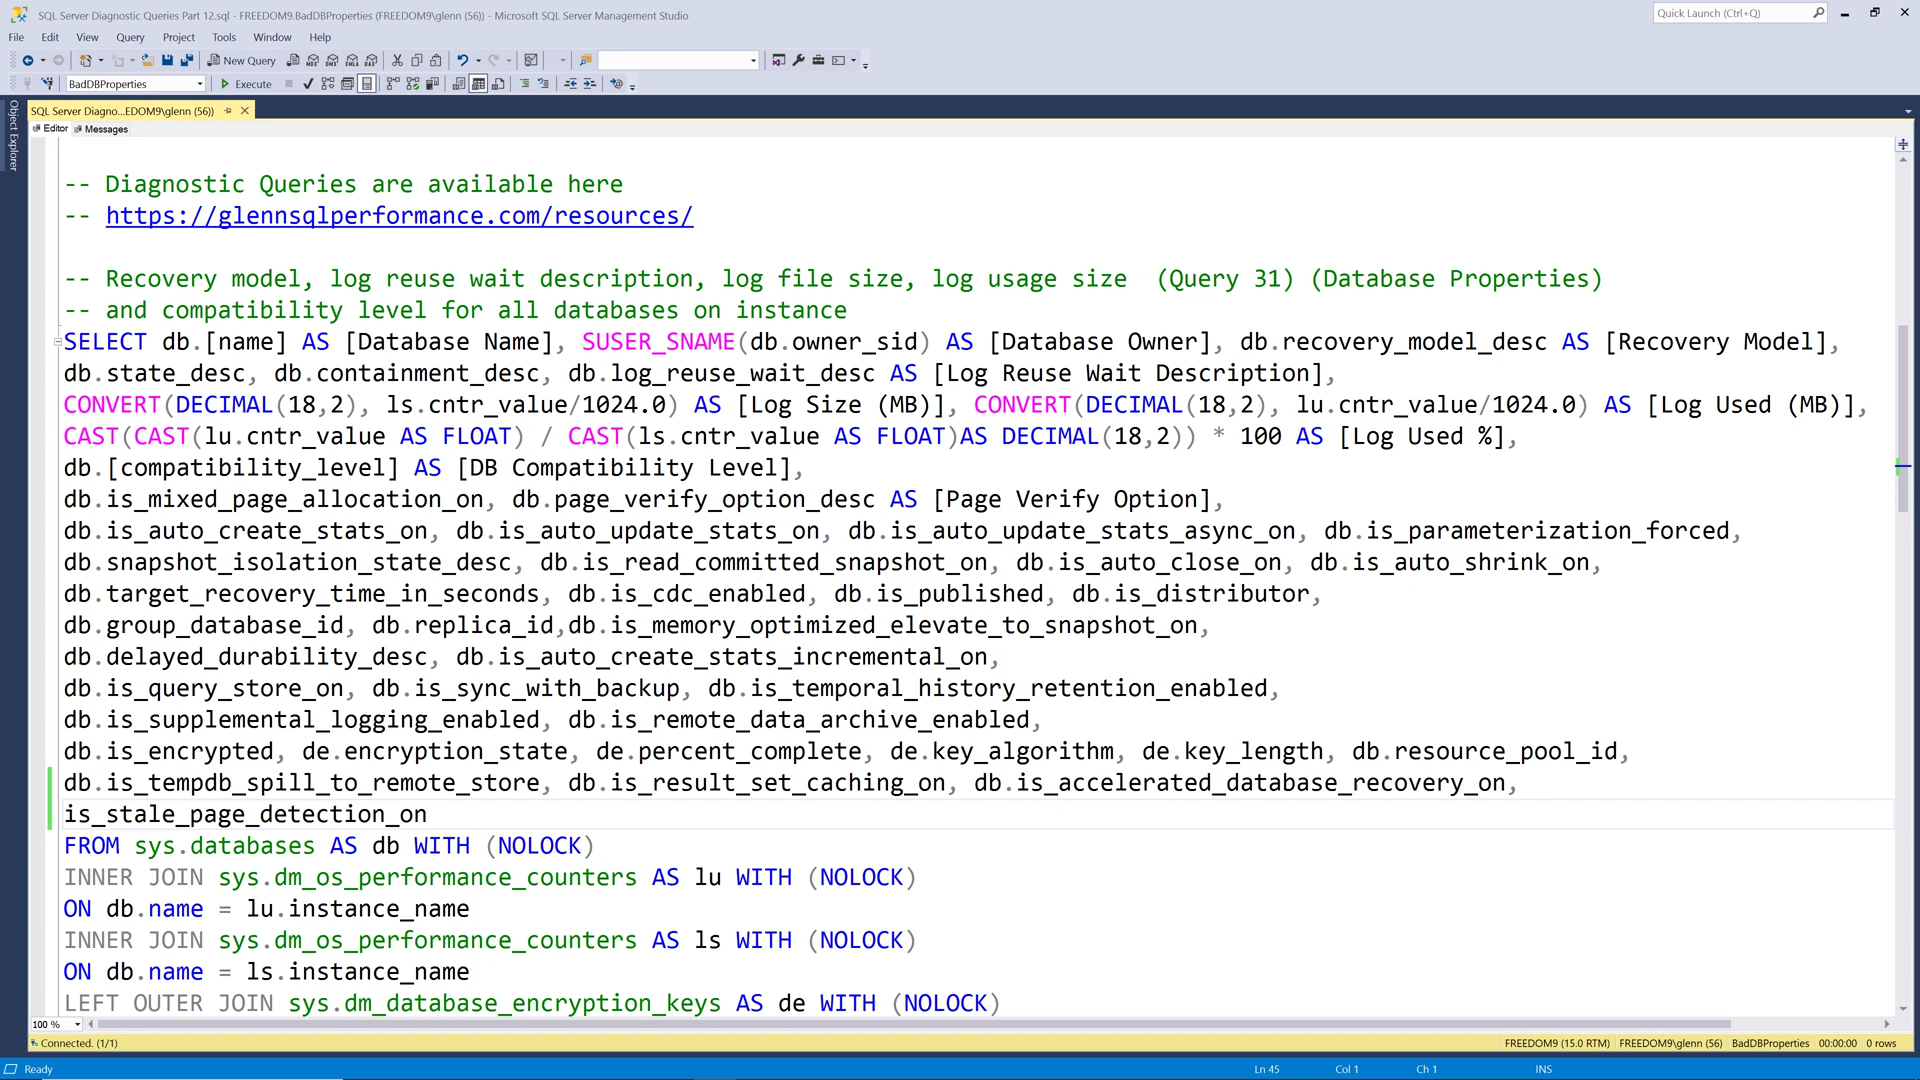 SQL Server Diagnostic Queries Part 12.sql - FREEDOM9.BadDBProperties (FREEDOM9\glenn (56)) - Microsoft SQL Server Management Studio
Quick Launch (Ctrl+Q)
File Edit View Query Project Tools Window Help
New Query
MDX DMX XMLA DAX
BadDBProperties
Execute
Object Explorer
SQL Server Diagno...EDOM9\glenn (56))
Editor Messages
-- Diagnostic Queries are available here
-- https://glennsqlperformance.com/resources/
-- Recovery model, log reuse wait description, log file size, log usage size  (Query 31) (Database Properties)
-- and compatibility level for all databases on instance
SELECT db.[name] AS [Database Name], SUSER_SNAME(db.owner_sid) AS [Database Owner], db.recovery_model_desc AS [Recovery Model],
db.state_desc, db.containment_desc, db.log_reuse_wait_desc AS [Log Reuse Wait Description],
CONVERT(DECIMAL(18,2), ls.cntr_value/1024.0) AS [Log Size (MB)], CONVERT(DECIMAL(18,2), lu.cntr_value/1024.0) AS [Log Used (MB)],
CAST(CAST(lu.cntr_value AS FLOAT) / CAST(ls.cntr_value AS FLOAT)AS DECIMAL(18,2)) * 100 AS [Log Used %],
db.[compatibility_level] AS [DB Compatibility Level],
db.is_mixed_page_allocation_on, db.page_verify_option_desc AS [Page Verify Option],
db.is_auto_create_stats_on, db.is_auto_update_stats_on, db.is_auto_update_stats_async_on, db.is_parameterization_forced,
db.snapshot_isolation_state_desc, db.is_read_committed_snapshot_on, db.is_auto_close_on, db.is_auto_shrink_on,
db.target_recovery_time_in_seconds, db.is_cdc_enabled, db.is_published, db.is_distributor,
db.group_database_id, db.replica_id,db.is_memory_optimized_elevate_to_snapshot_on,
db.delayed_durability_desc, db.is_auto_create_stats_incremental_on,
db.is_query_store_on, db.is_sync_with_backup, db.is_temporal_history_retention_enabled,
db.is_supplemental_logging_enabled, db.is_remote_data_archive_enabled,
db.is_encrypted, de.encryption_state, de.percent_complete, de.key_algorithm, de.key_length, db.resource_pool_id,
db.is_tempdb_spill_to_remote_store, db.is_result_set_caching_on, db.is_accelerated_database_recovery_on,
is_stale_page_detection_on
FROM sys.databases AS db WITH (NOLOCK)
INNER JOIN sys.dm_os_performance_counters AS lu WITH (NOLOCK)
ON db.name = lu.instance_name
INNER JOIN sys.dm_os_performance_counters AS ls WITH (NOLOCK)
ON db.name = ls.instance_name
LEFT OUTER JOIN sys.dm_database_encryption_keys AS de WITH (NOLOCK)
100 %
Connected. (1/1) FREEDOM9 (15.0 RTM) FREEDOM9\glenn (56) BadDBProperties 00:00:00 0 rows
Ready Ln 45 Col 1 Ch 1 INS